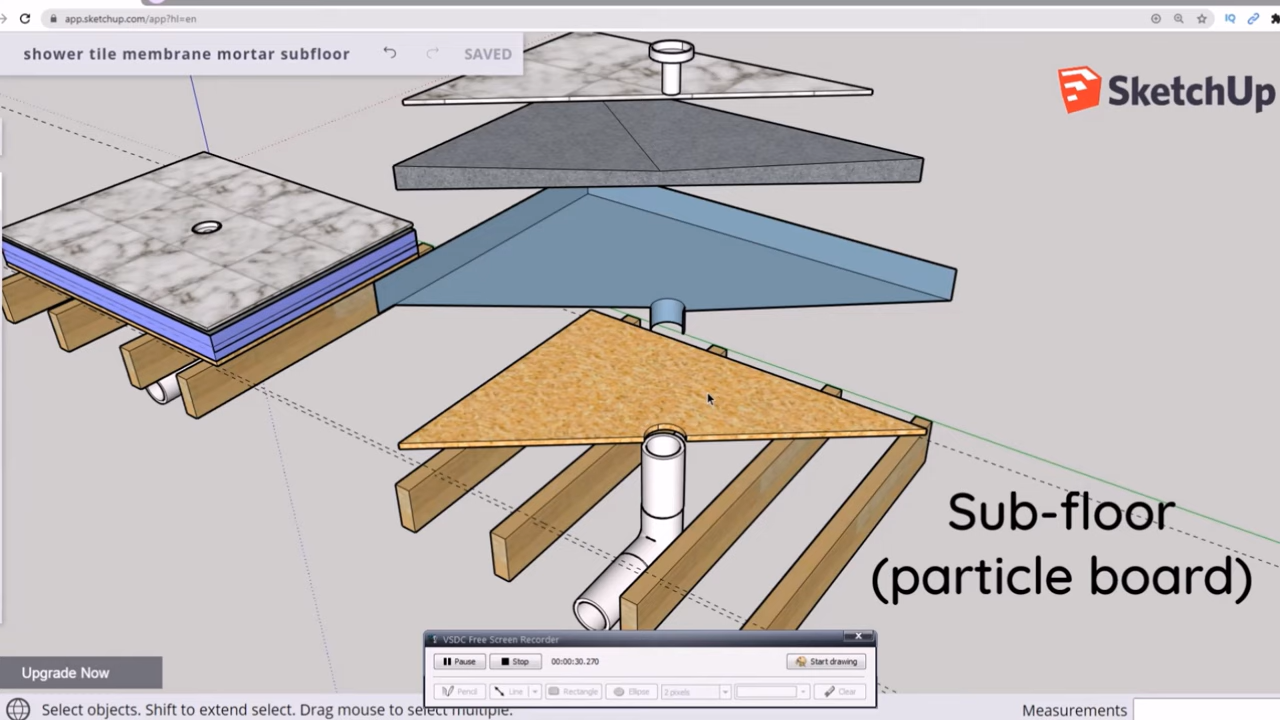 app.sketchup.com/app?hl=en
IQ
shower tile membrane mortar subfloor
SAVED
SketchUp
Sub-floor
(particle board)
VSDC Free Screen Recorder
x
Pause
Stop
00:00:30.270
Start drawing
Pencil
Line
Rectangle
Ellipse
2 pixels
Clear
Upgrade Now
Select objects. Shift to extend select. Drag mouse to select multiple.
Measurements